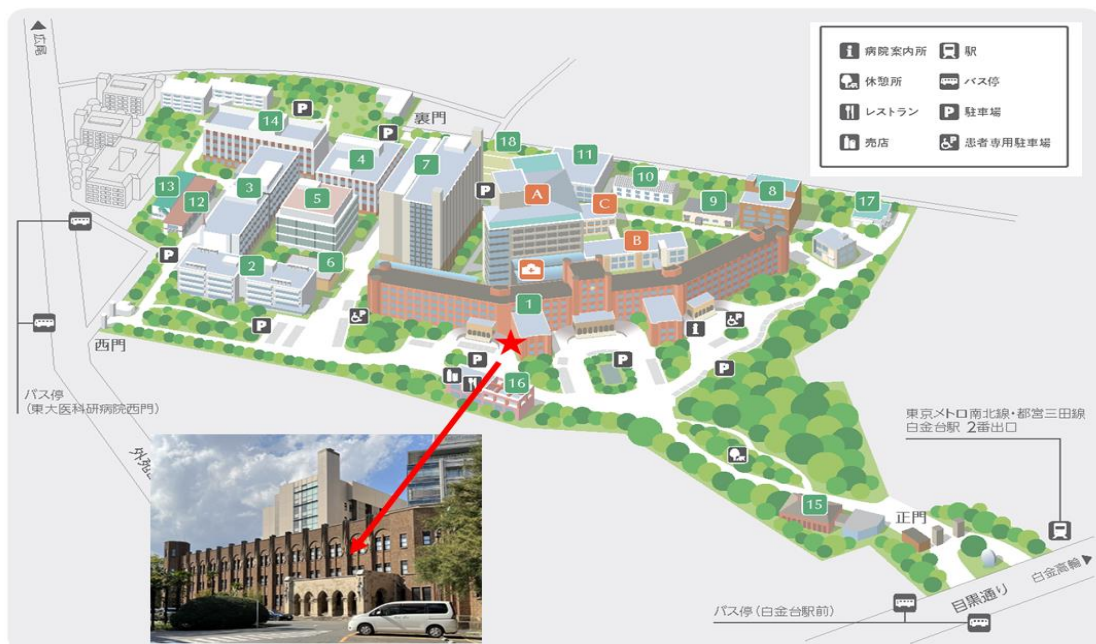 広尾
裏門
病院案内所
駅
休憩所
バス停
レストラン
駐車場
売店
患者専用駐車場
14
P
P
18
11
4
7
10
8
13
3
P
A
C
9
17
12
5
B
2
6
P
1
P
西門
P
P
16
P
バス停
(東大医科研病院西門)
外苑
東京メトロ南北線・都営三田線
白金台駅 2番出口
15
正門
白金高輪
目黒通り
バス停(白金台駅前)